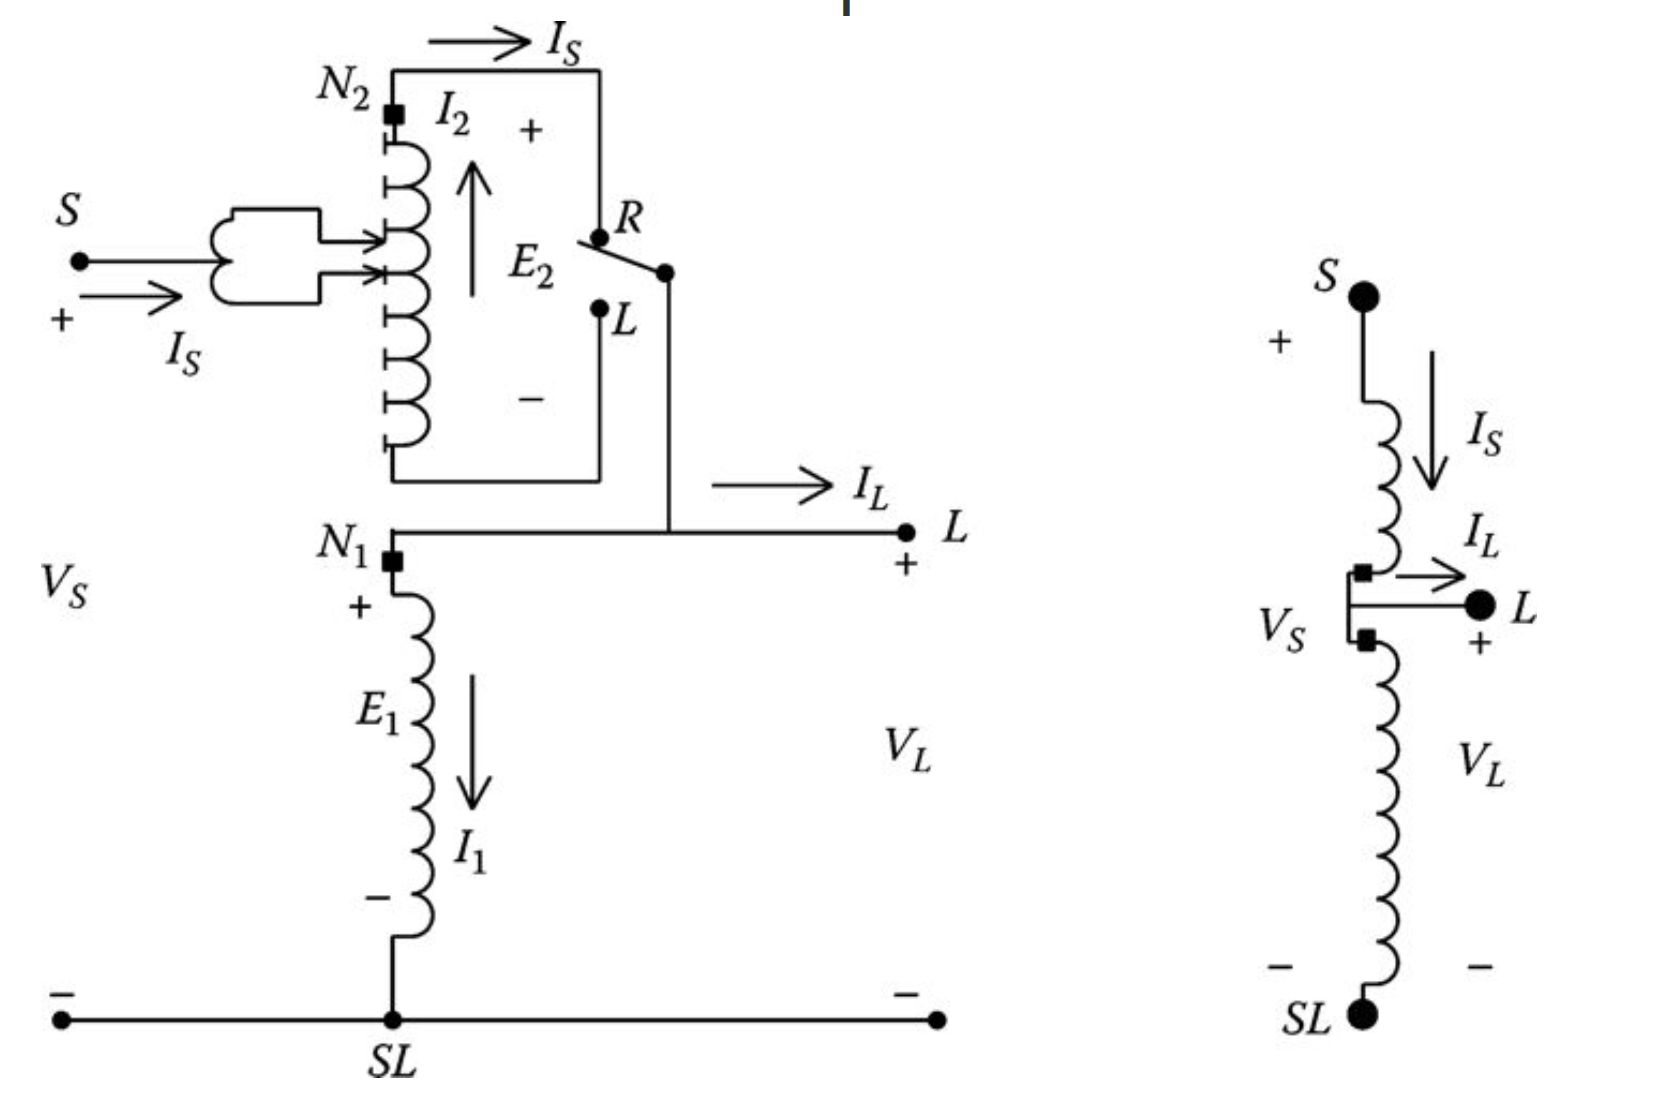 I_S
N_2
I_2
+
S
R
E_2
L
+
I_S
−
I_L
N_1
L
+
V_S
+
E_1
V_L
I_1
−
−
−
SL
S
+
I_S
I_L
V_S
L
+
V_L
−
−
SL